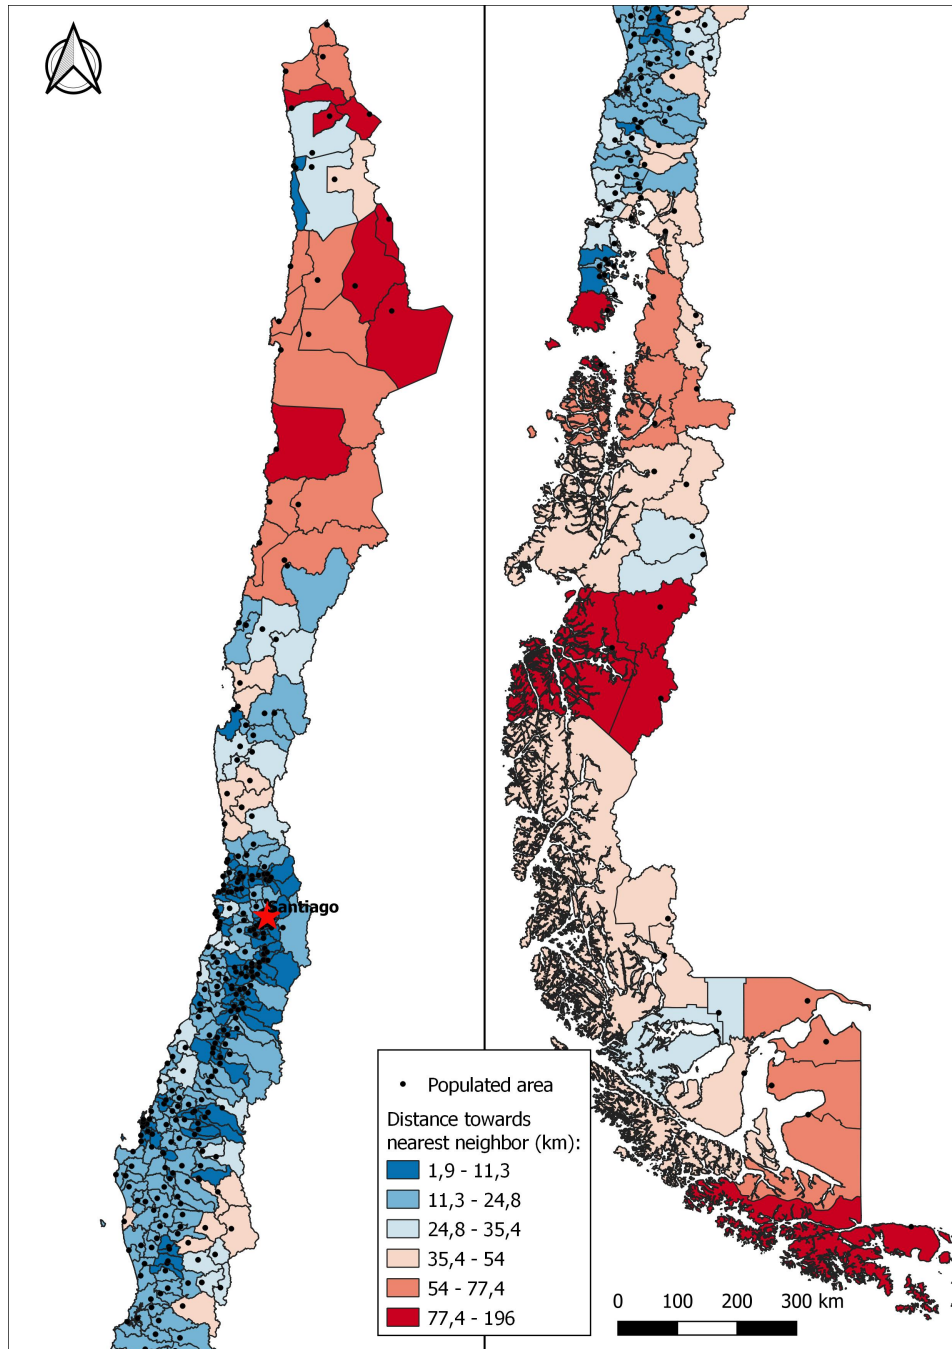 Santiago
Populated area
Distance towards
nearest neighbor (km):
1,9 - 11,3
11,3 - 24,8
24,8 - 35,4
35,4 - 54
54 - 77,4
77,4 - 196
0 100 200 300 km